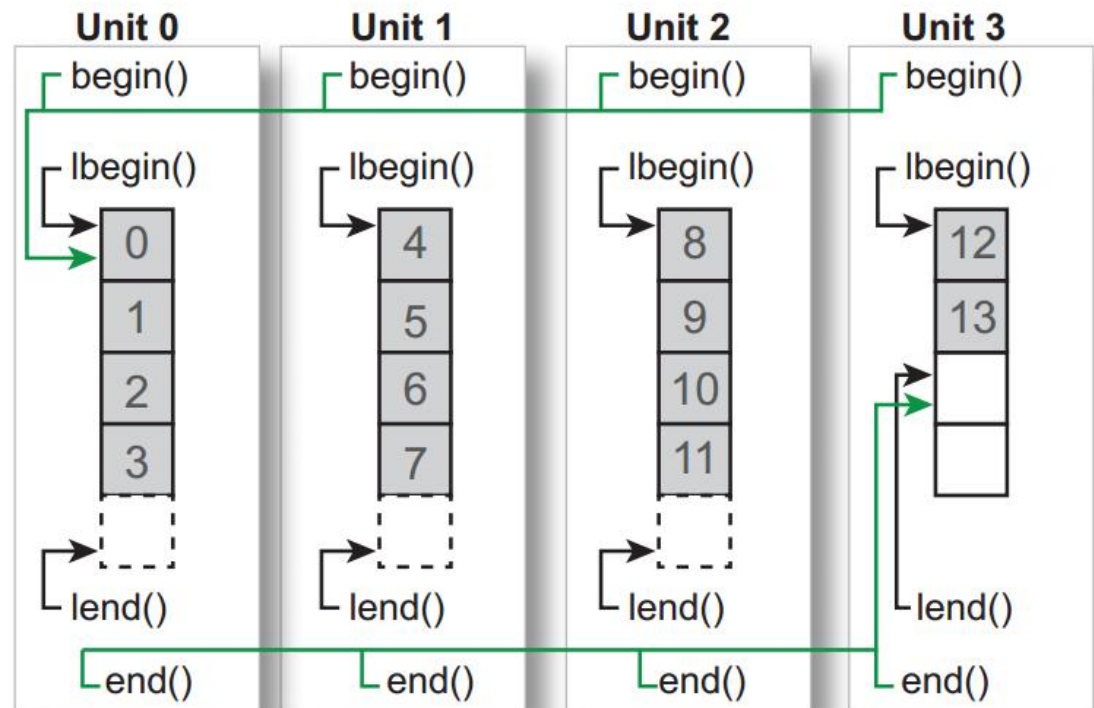 Unit 0 Unit 1 Unit 2 Unit 3
begin() begin() begin() begin()
lbegin() lbegin() lbegin() lbegin()
0 4 8 12
1 5 9 13
2 6 10
3 7 11
lend() lend() lend() lend()
end() end() end() end()